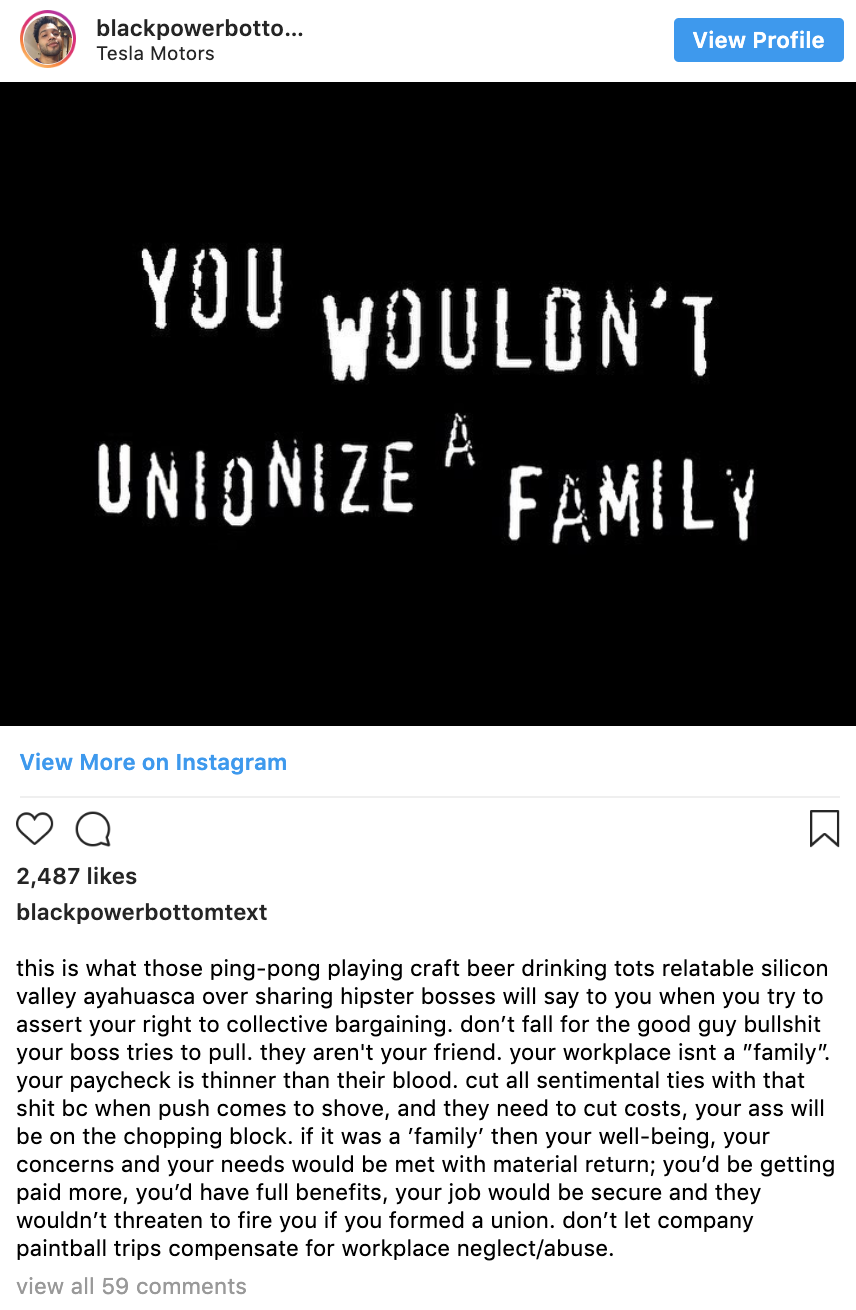 blackpowerbotto...
Tesla Motors
View Profile
YOU WOULDN'T
UNIONIZE A FAMILY
View More on Instagram
2,487 likes
blackpowerbottomtext
this is what those ping-pong playing craft beer drinking tots relatable silicon
valley ayahuasca over sharing hipster bosses will say to you when you try to
assert your right to collective bargaining. don’t fall for the good guy bullshit
your boss tries to pull. they aren't your friend. your workplace isnt a ”family”.
your paycheck is thinner than their blood. cut all sentimental ties with that
shit bc when push comes to shove, and they need to cut costs, your ass will
be on the chopping block. if it was a ’family’ then your well-being, your
concerns and your needs would be met with material return; you’d be getting
paid more, you’d have full benefits, your job would be secure and they
wouldn’t threaten to fire you if you formed a union. don’t let company
paintball trips compensate for workplace neglect/abuse.
view all 59 comments